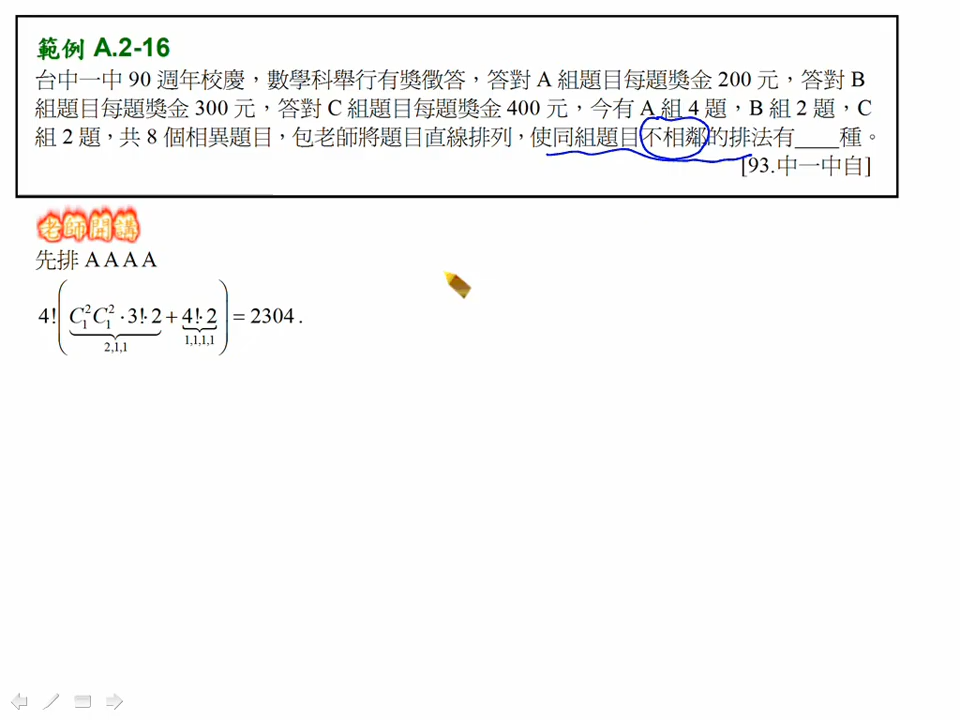 範例 A.2-16
台中一中 90 週年校慶，數學科舉行有獎徵答，答對 A 組題目每題獎金 200 元，答對 B
組題目每題獎金 300 元，答對 C 組題目每題獎金 400 元，今有 A 組 4 題，B 組 2 題，C
組 2 題，共 8 個相異題目，包老師將題目直線排列，使同組題目不相鄰的排法有____種。
[93.中一中自]
老師開講
先排 A A A A
4!(C₁²C₁²·3!·2 + 4!·2) = 2304.
2,1,1 1,1,1,1